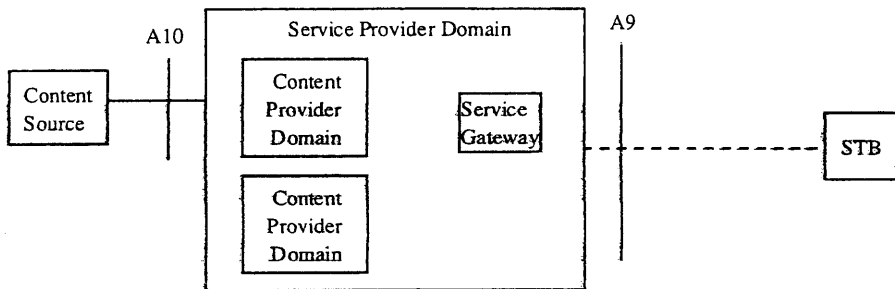 A10
Service Provider Domain
A9
Content
Source
Content
Provider
Domain
Service
Gateway
STB
Content
Provider
Domain